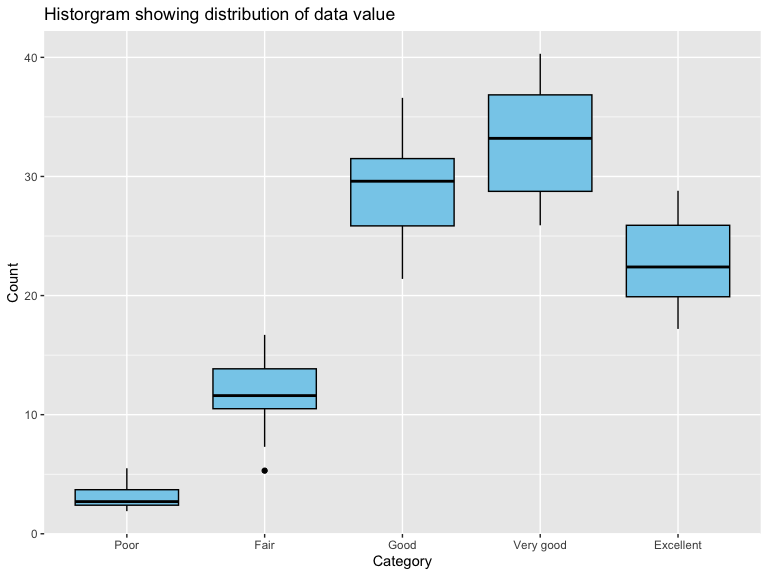 Historgram showing distribution of data value
40
30
20
10
0
Count
Poor Fair Good Very good Excellent
Category